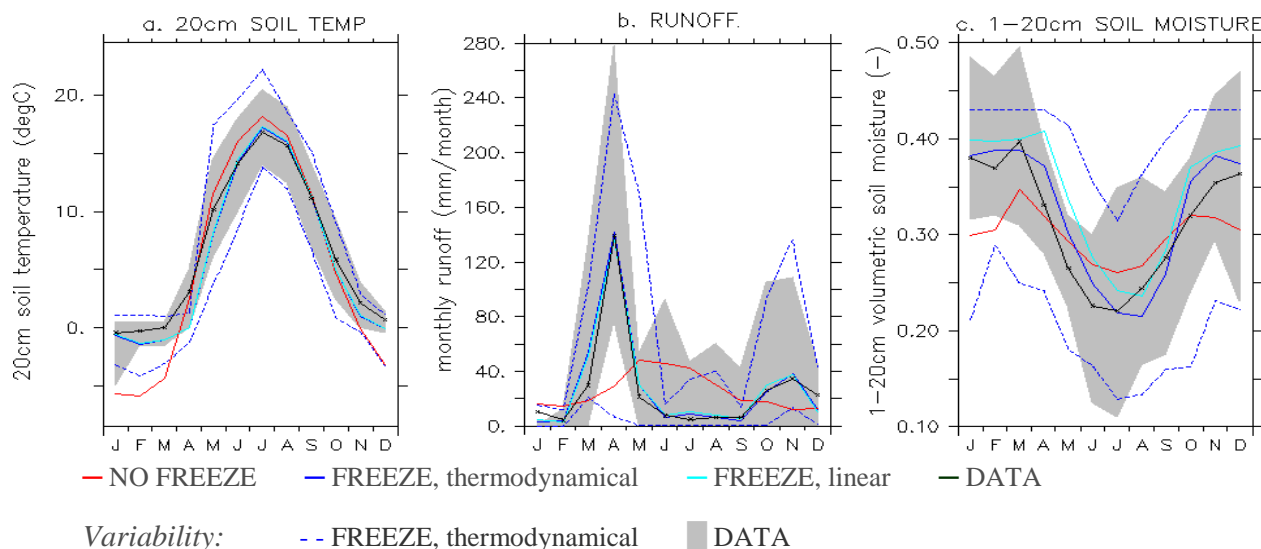 a. 20cm SOIL TEMP
20cm soil temperature (degC)
20.
10.
0.
J F M A M J J A S O N D
b. RUNOFF.
monthly runoff (mm/month)
280.
240.
200.
160.
120.
80.
40.
0.
J F M A M J J A S O N D
c. 1–20cm SOIL MOISTURE
1–20cm volumetric soil moisture (–)
0.50
0.40
0.30
0.20
0.10
J F M A M J J A S O N D
NO FREEZE FREEZE, thermodynamical FREEZE, linear DATA
Variability: FREEZE, thermodynamical DATA